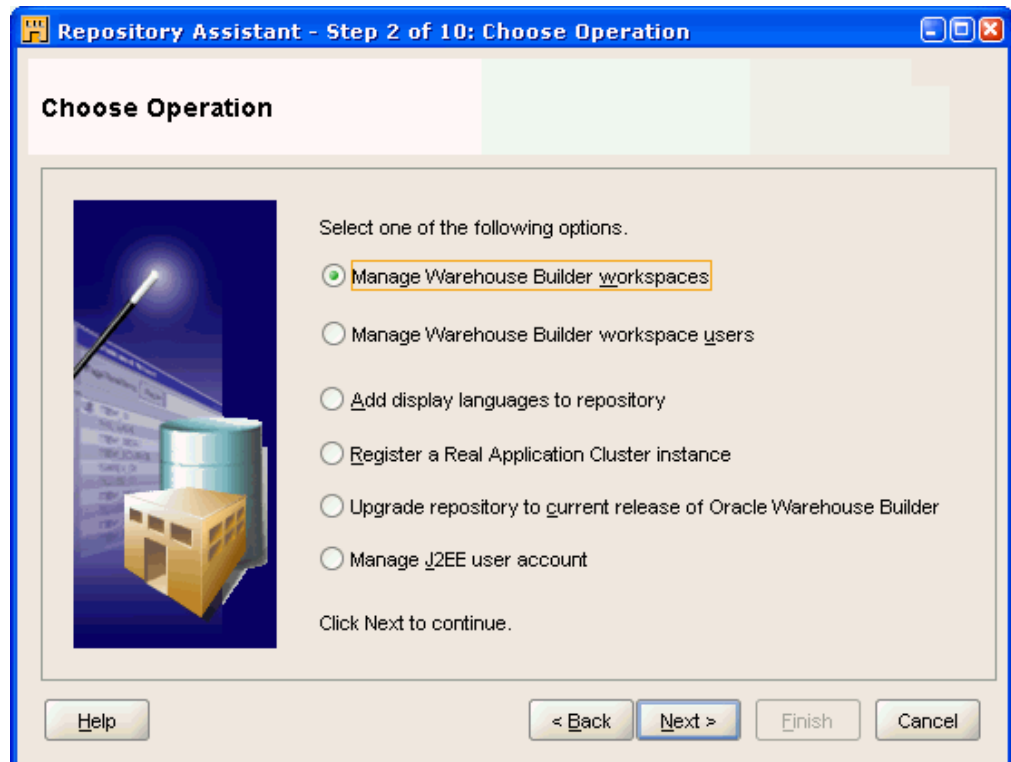 Repository Assistant - Step 2 of 10: Choose Operation
Choose Operation
Select one of the following options.
Manage Warehouse Builder workspaces
Manage Warehouse Builder workspace users
Add display languages to repository
Register a Real Application Cluster instance
Upgrade repository to current release of Oracle Warehouse Builder
Manage J2EE user account
Click Next to continue.
Help < Back Next > Finish Cancel